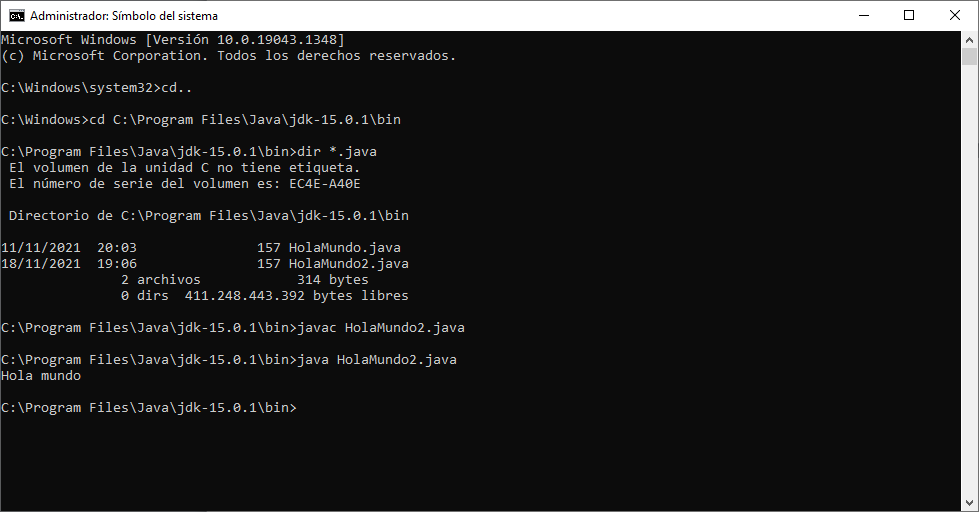 Administrador: Símbolo del sistema
Microsoft Windows [Versión 10.0.19043.1348]
(c) Microsoft Corporation. Todos los derechos reservados.
C:\Windows\system32>cd..
C:\Windows>cd C:\Program Files\Java\jdk-15.0.1\bin
C:\Program Files\Java\jdk-15.0.1\bin>dir *.java
El volumen de la unidad C no tiene etiqueta.
El número de serie del volumen es: EC4E-A40E
Directorio de C:\Program Files\Java\jdk-15.0.1\bin
11/11/2021  20:03               157 HolaMundo.java
18/11/2021  19:06               157 HolaMundo2.java
2 archivos            314 bytes
0 dirs  411.248.443.392 bytes libres
C:\Program Files\Java\jdk-15.0.1\bin>javac HolaMundo2.java
C:\Program Files\Java\jdk-15.0.1\bin>java HolaMundo2.java
Hola mundo
C:\Program Files\Java\jdk-15.0.1\bin>